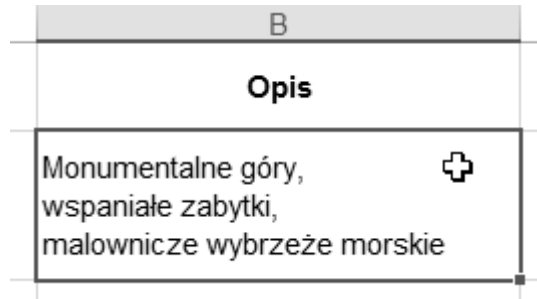 B
Opis
Monumentalne góry,
wspaniałe zabytki,
malownicze wybrzeże morskie